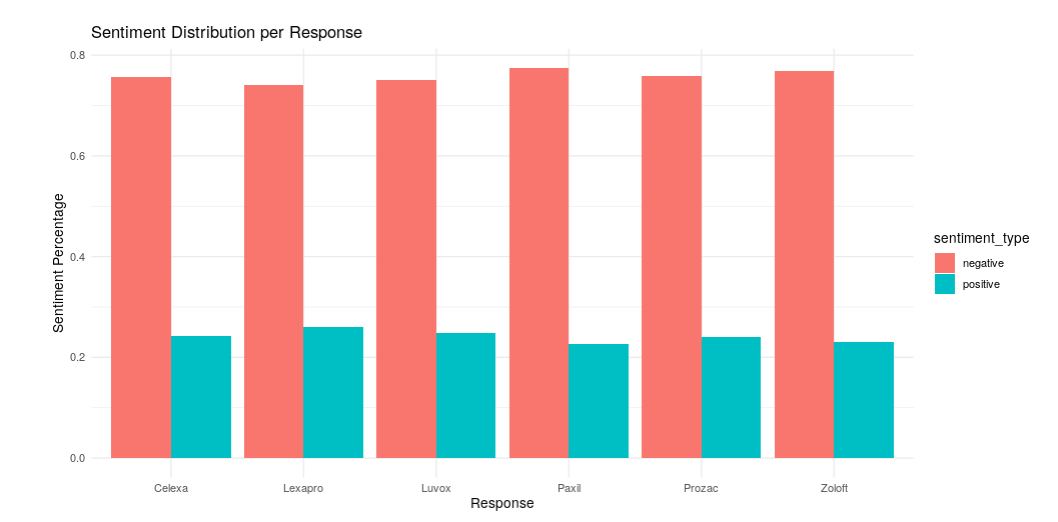 Sentiment Distribution per Response
0.8
0.6
0.4
0.2
0.0
Sentiment Percentage
Celexa Lexapro Luvox Paxil Prozac Zoloft
Response
sentiment_type
negative
positive